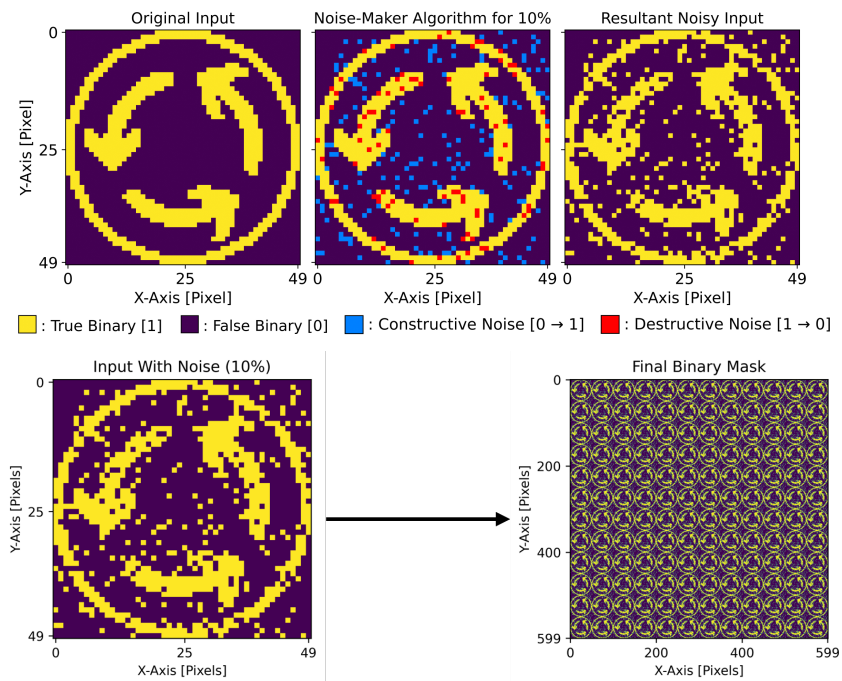 Original Input
Noise-Maker Algorithm for 10%
Resultant Noisy Input
0
Y-Axis [Pixel]
25
49
0 25 49
0 25 49
0 25 49
X-Axis [Pixel]
X-Axis [Pixel]
X-Axis [Pixel]
: True Binary [1]
: False Binary [0]
: Constructive Noise [0 → 1]
: Destructive Noise [1 → 0]
Input With Noise (10%)
0
Y-Axis [Pixels]
25
49
0 25 49
X-Axis [Pixels]
Final Binary Mask
0
200
Y-Axis [Pixels]
400
599
0 200 400 599
X-Axis [Pixels]